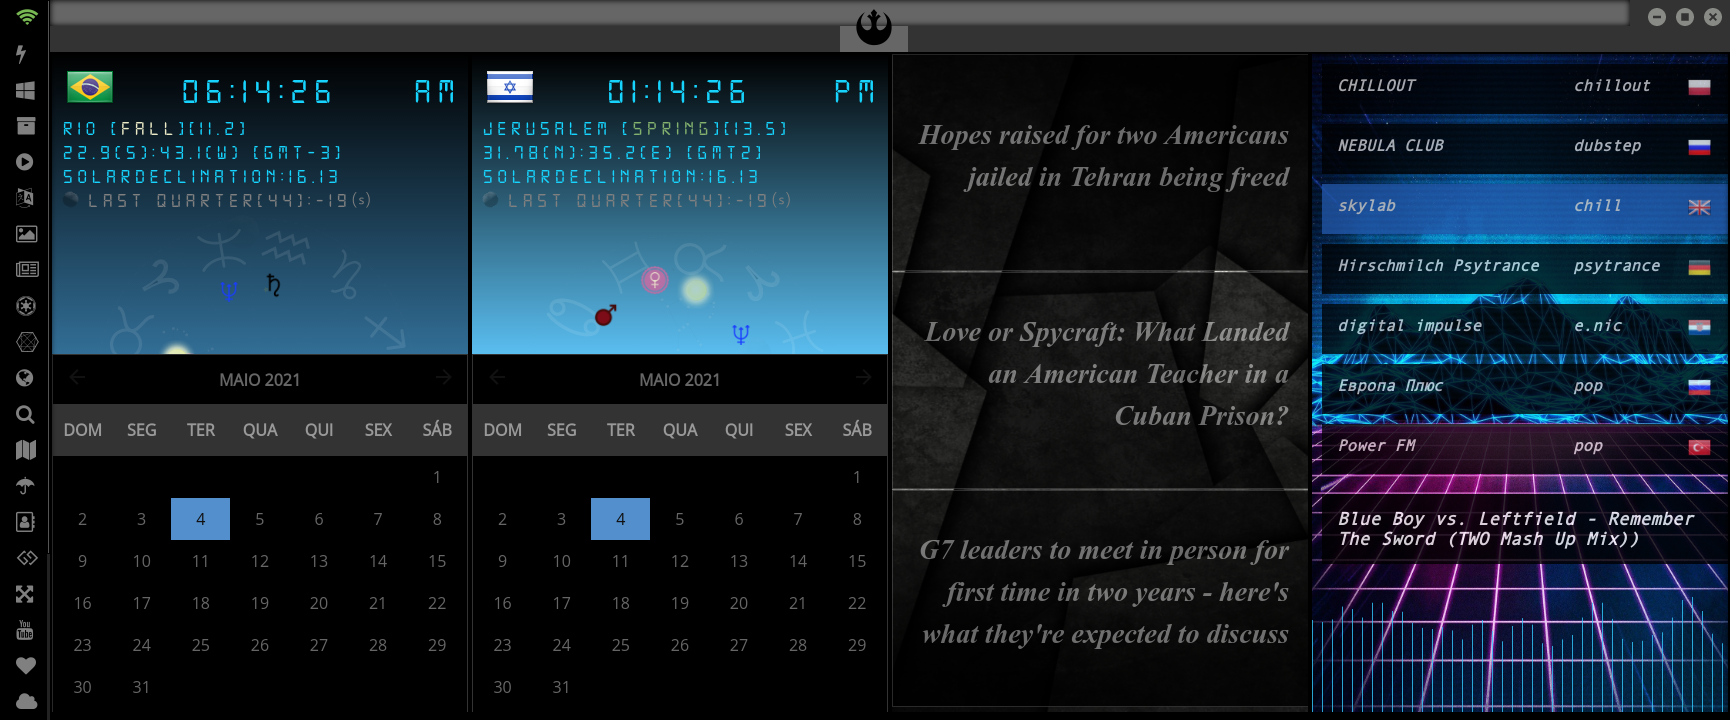 06:14:26 AM
RIO [FALL][11.2]
22.9(S):43.1(W) [GMT-3]
SOLARDECLINATION:16.13
LAST QUARTER[44]:-19(s)
MAIO 2021
DOM SEG TER QUA QUI SEX SÁB
1
2 3 4 5 6 7 8
9 10 11 12 13 14 15
16 17 18 19 20 21 22
23 24 25 26 27 28 29
30 31
01:14:26 PM
JERUSALEM [SPRING][13.5]
31.78(N):35.2(E) [GMT2]
SOLARDECLINATION:16.13
LAST QUARTER[44]:-19(s)
MAIO 2021
DOM SEG TER QUA QUI SEX SÁB
1
2 3 4 5 6 7 8
9 10 11 12 13 14 15
16 17 18 19 20 21 22
23 24 25 26 27 28 29
30 31
Hopes raised for two Americans
jailed in Tehran being freed
Love or Spycraft: What Landed
an American Teacher in a
Cuban Prison?
G7 leaders to meet in person for
first time in two years - here's
what they're expected to discuss
CHILLOUT chillout
NEBULA CLUB dubstep
skylab chill
Hirschmilch Psytrance psytrance
digital impulse e.nic
Европа Плюс pop
Power FM pop
Blue Boy vs. Leftfield - Remember
The Sword (TWO Mash Up Mix))
You
Tube